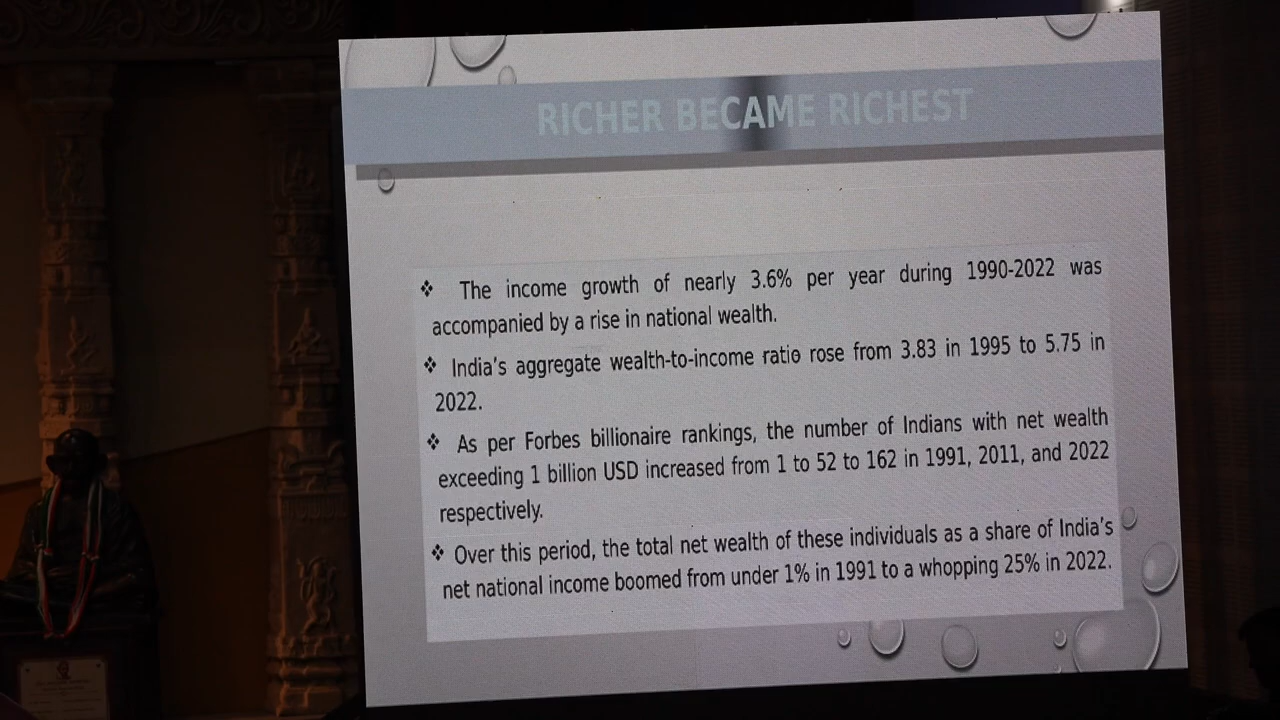 RICHER BECAME RICHEST
❖ The income growth of nearly 3.6% per year during 1990-2022 was
accompanied by a rise in national wealth.
❖ India's aggregate wealth-to-income ratio rose from 3.83 in 1995 to 5.75 in
2022.
❖ As per Forbes billionaire rankings, the number of Indians with net wealth
exceeding 1 billion USD increased from 1 to 52 to 162 in 1991, 2011, and 2022
respectively.
❖ Over this period, the total net wealth of these individuals as a share of India's
net national income boomed from under 1% in 1991 to a whopping 25% in 2022.